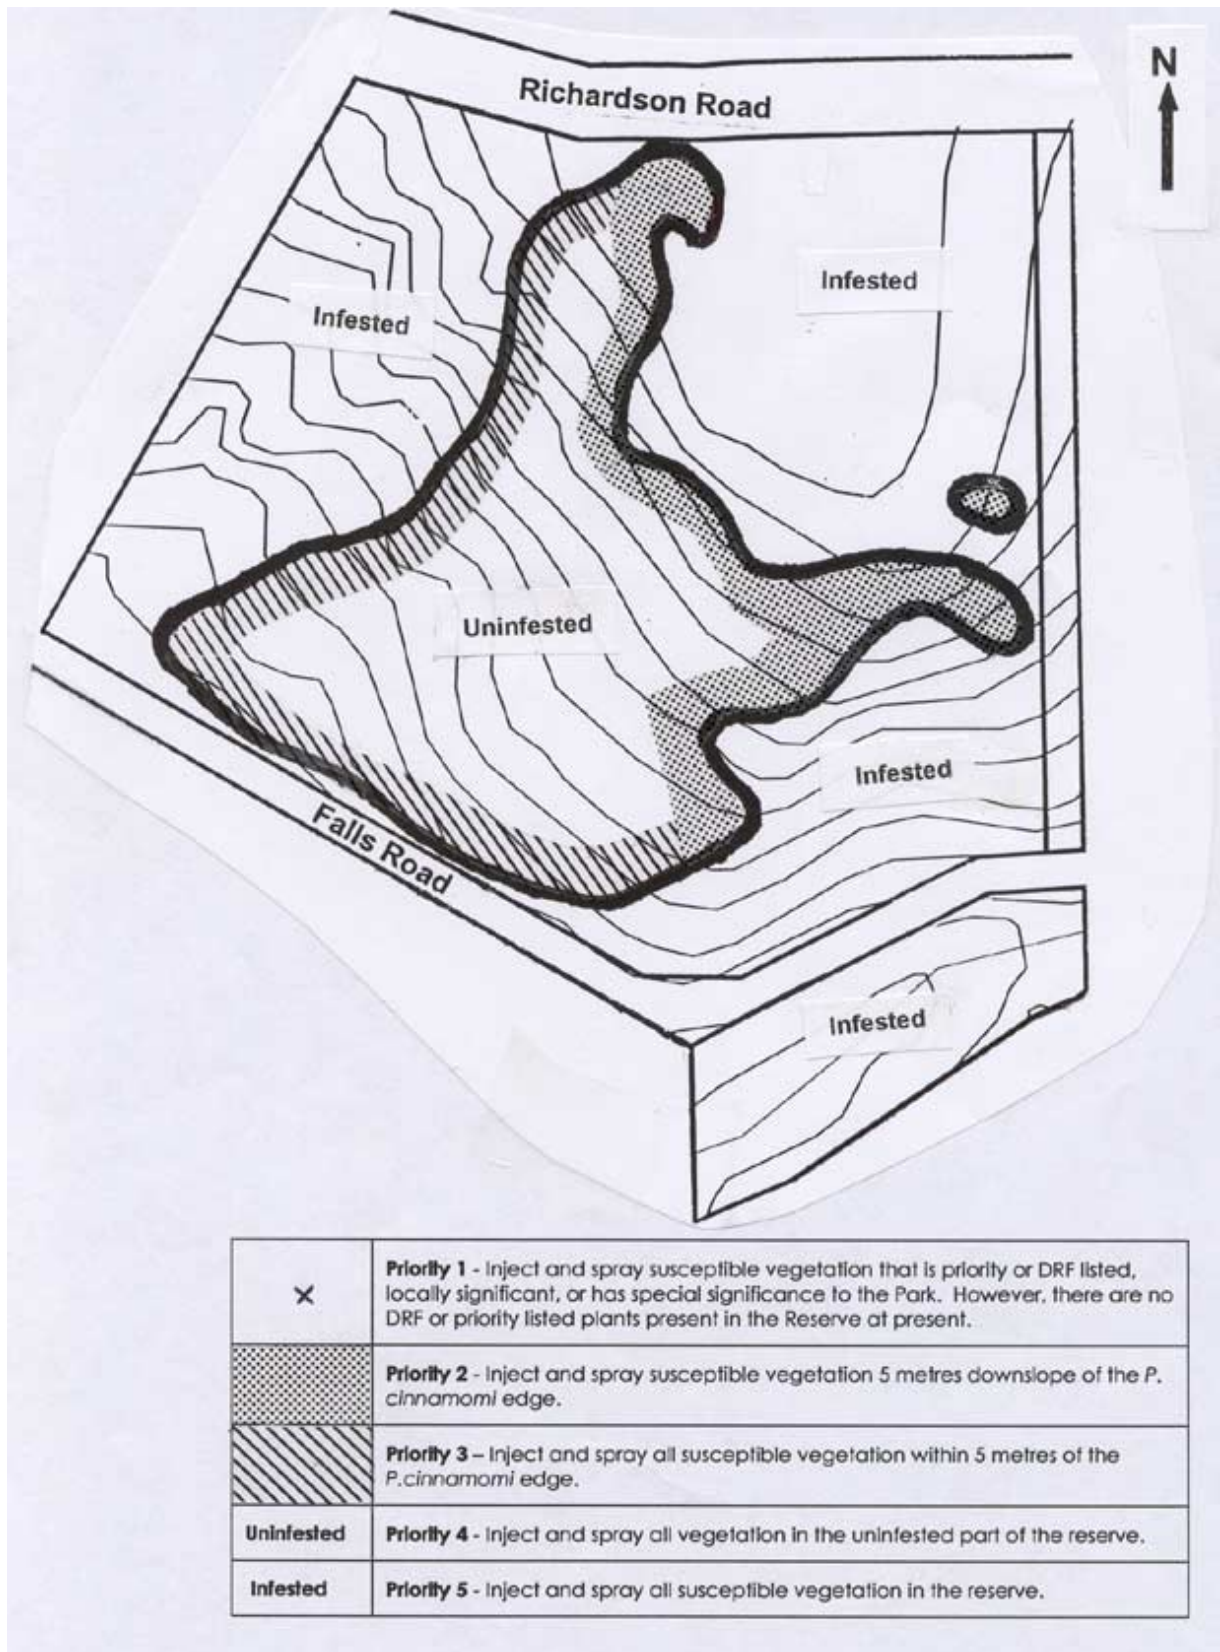 N
Richardson Road
Infested
Infested
Uninfested
Infested
Falls Road
Infested
× Priority 1 - Inject and spray susceptible vegetation that is priority or DRF listed,
locally significant, or has special significance to the Park. However, there are no
DRF or priority listed plants present in the Reserve at present.
Priority 2 - Inject and spray susceptible vegetation 5 metres downslope of the P.
cinnamomi edge.
Priority 3 – Inject and spray all susceptible vegetation within 5 metres of the
P.cinnamomi edge.
Uninfested Priority 4 - Inject and spray all vegetation in the uninfested part of the reserve.
Infested Priority 5 - Inject and spray all susceptible vegetation in the reserve.